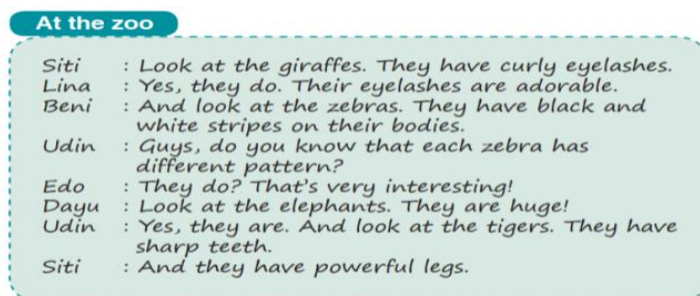 At the zoo
Siti : Look at the giraffes. They have curly eyelashes.
Lina : Yes, they do. Their eyelashes are adorable.
Beni : And look at the zebras. They have black and
white stripes on their bodies.
Udin : Guys, do you know that each zebra has
different pattern?
Edo : They do? That's very interesting!
Dayu : Look at the elephants. They are huge!
Udin : Yes, they are. And look at the tigers. They have
sharp teeth.
Siti : And they have powerful legs.